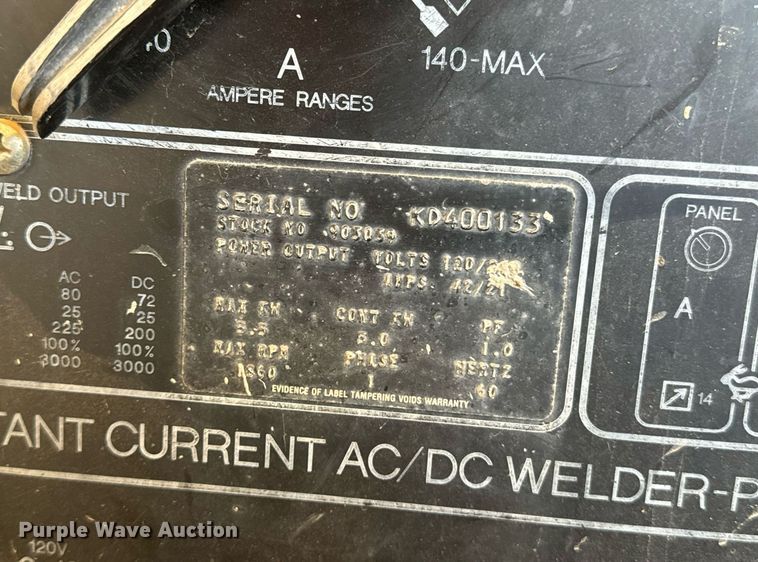 A
140-MAX
AMPERE RANGES
WELD OUTPUT
AC DC
80 72
25 25
225 200
100% 100%
3000 3000
SERIAL NO. KD400133
STOCK NO. 903039
POWER OUTPUT VOLTS 120/
AMPS 42/21
MAX KW CONT KW PF
5.5 5.0 1.0
MAX RPM PHASE HERTZ
1860 1 60
EVIDENCE OF LABEL TAMPERING VOIDS WARRANTY
PANEL
A
14
TANT CURRENT AC/DC WELDER-P
Purple Wave Auction
120V